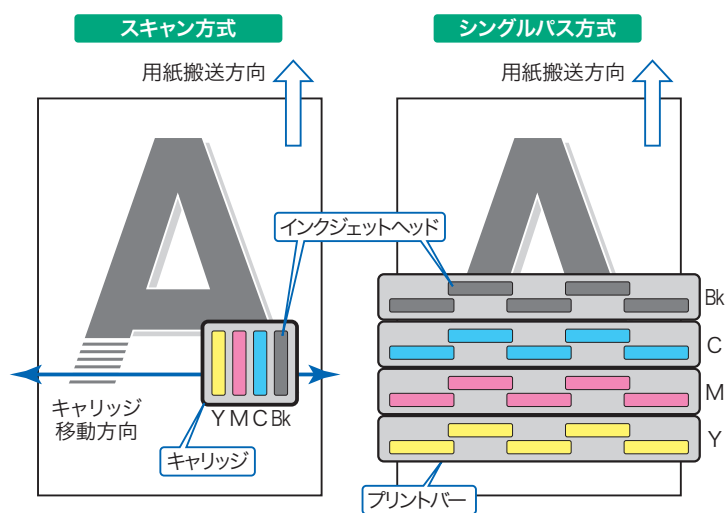 スキャン方式
用紙搬送方向
A
インクジェットヘッド
キャリッジ
移動方向
Y M C Bk
キャリッジ
シングルパス方式
用紙搬送方向
Bk
C
M
Y
プリントバー